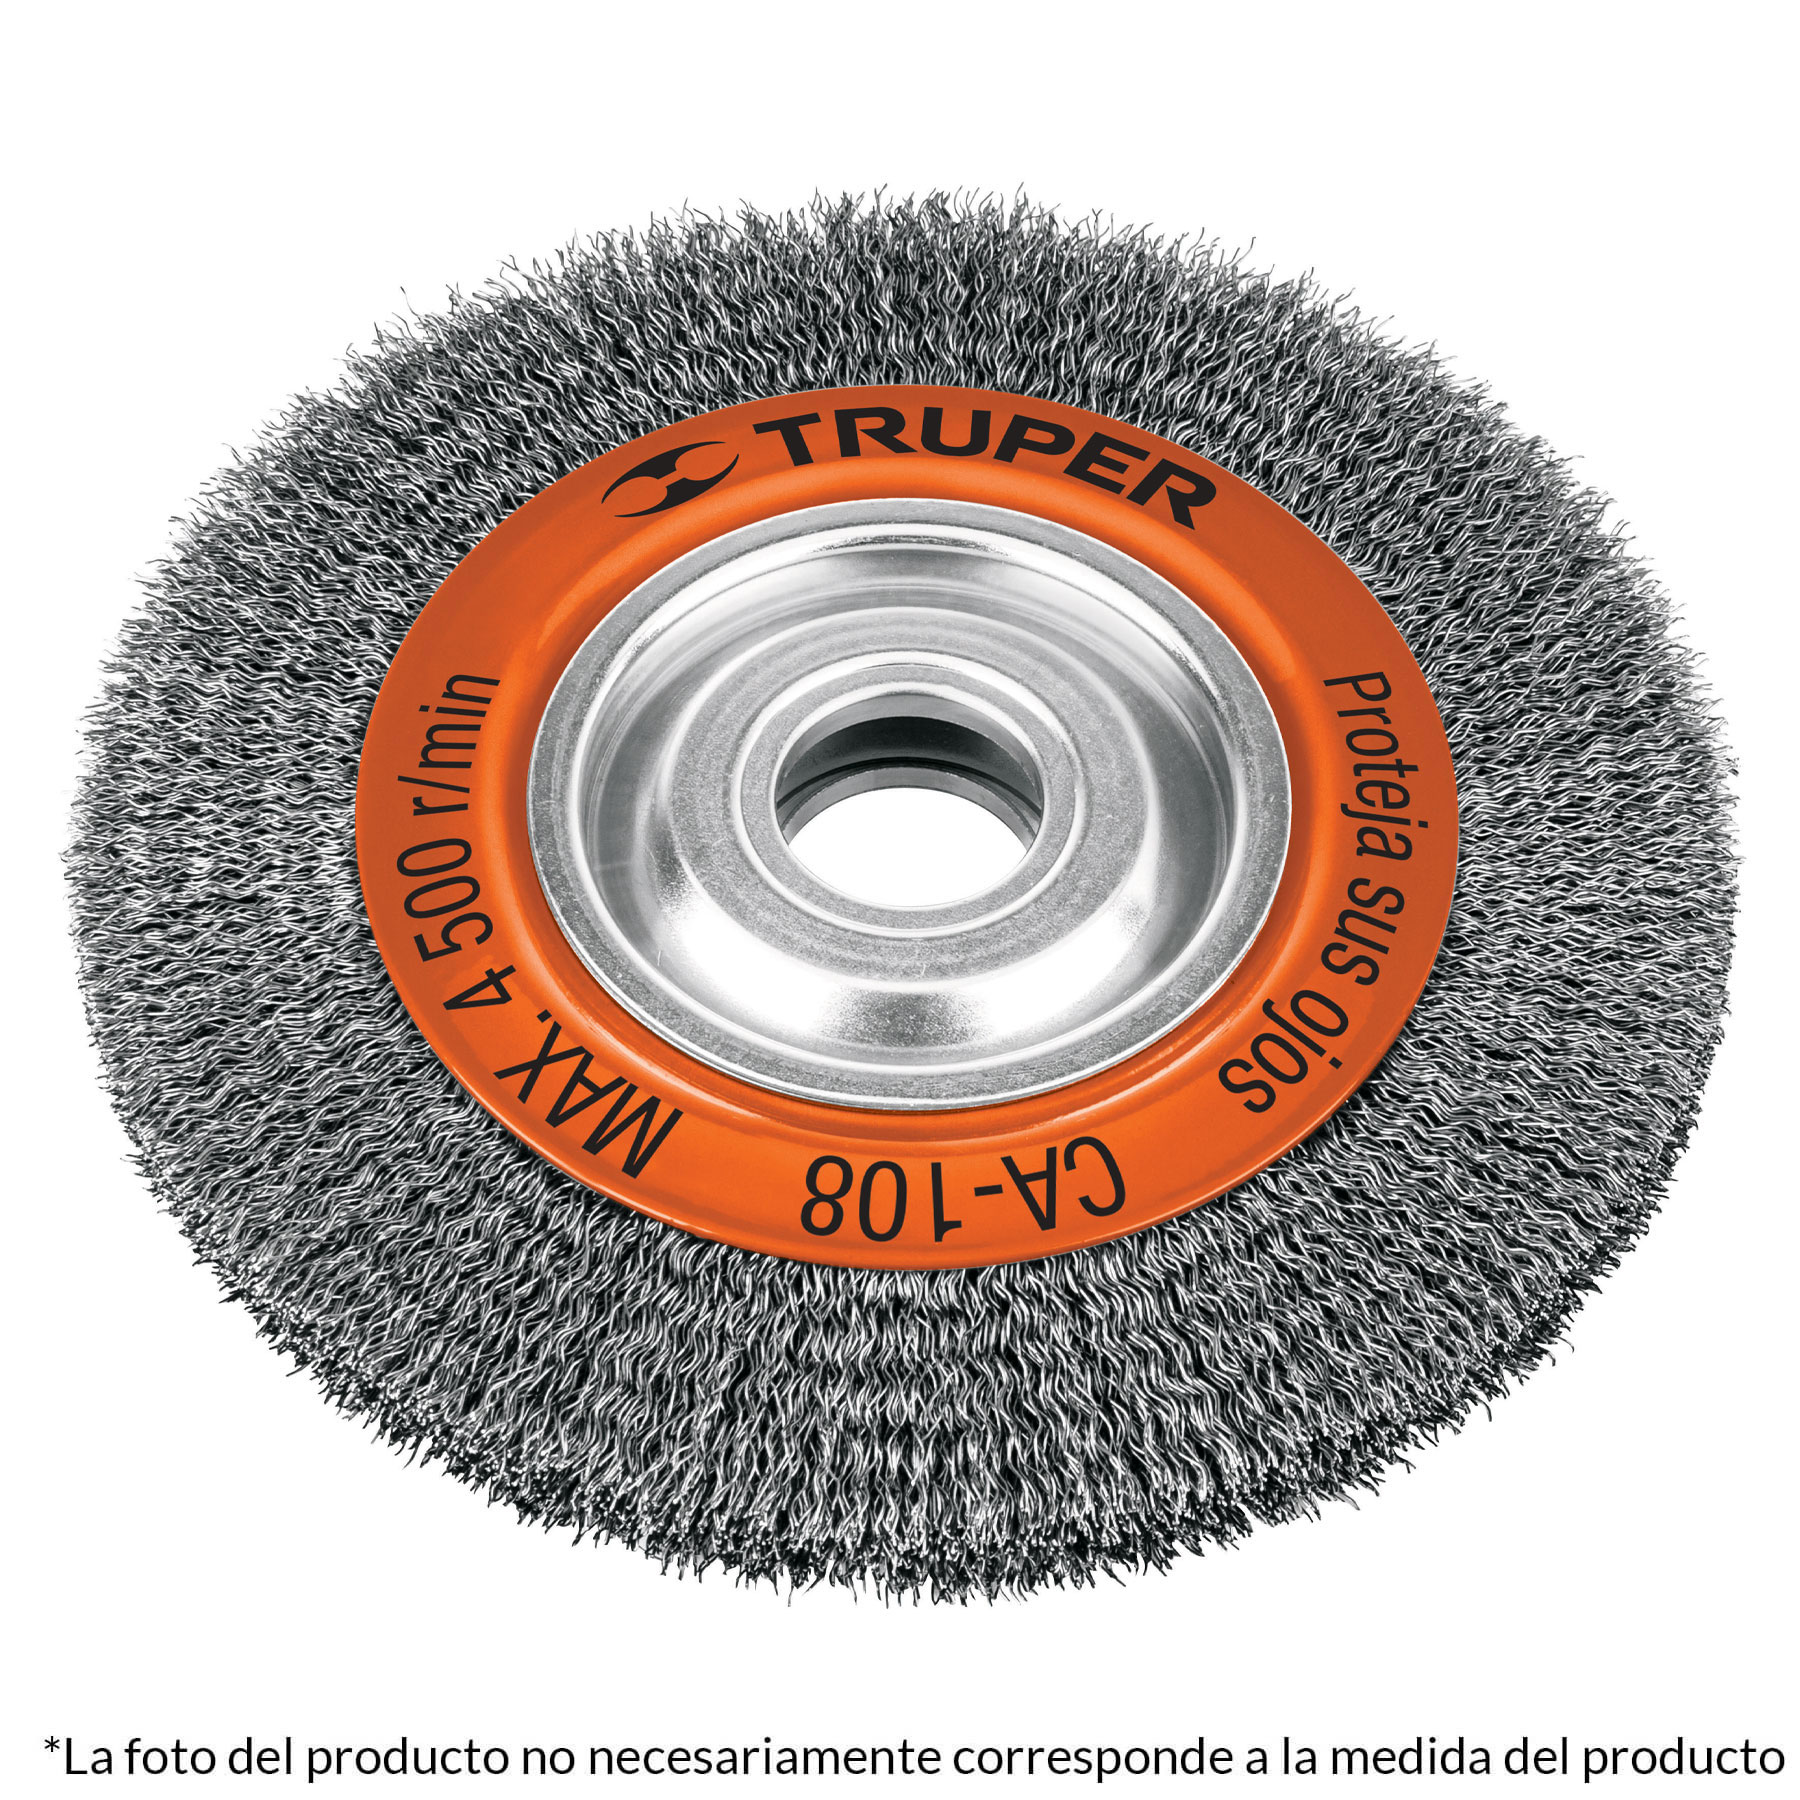 TRUPER
Proteja sus ojos
CA-108
MAX. 4 500 r/min
*La foto del producto no necesariamente corresponde a la medida del producto